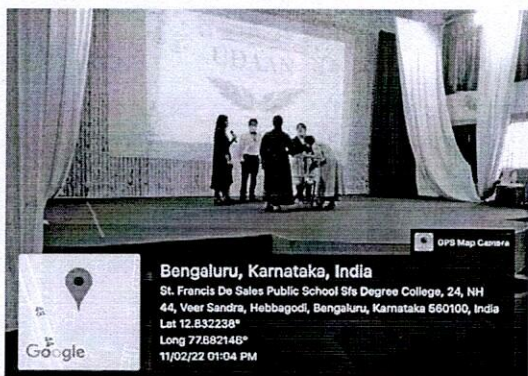 UDAAN
GPS Map Camera
Bengaluru, Karnataka, India
St. Francis De Sales Public School Sfs Degree College, 24, NH
44, Veer Sandra, Hebbagodi, Bengaluru, Karnataka 560100, India
Lat 12.832238°
Long 77.682146°
11/02/22 01:04 PM
Google